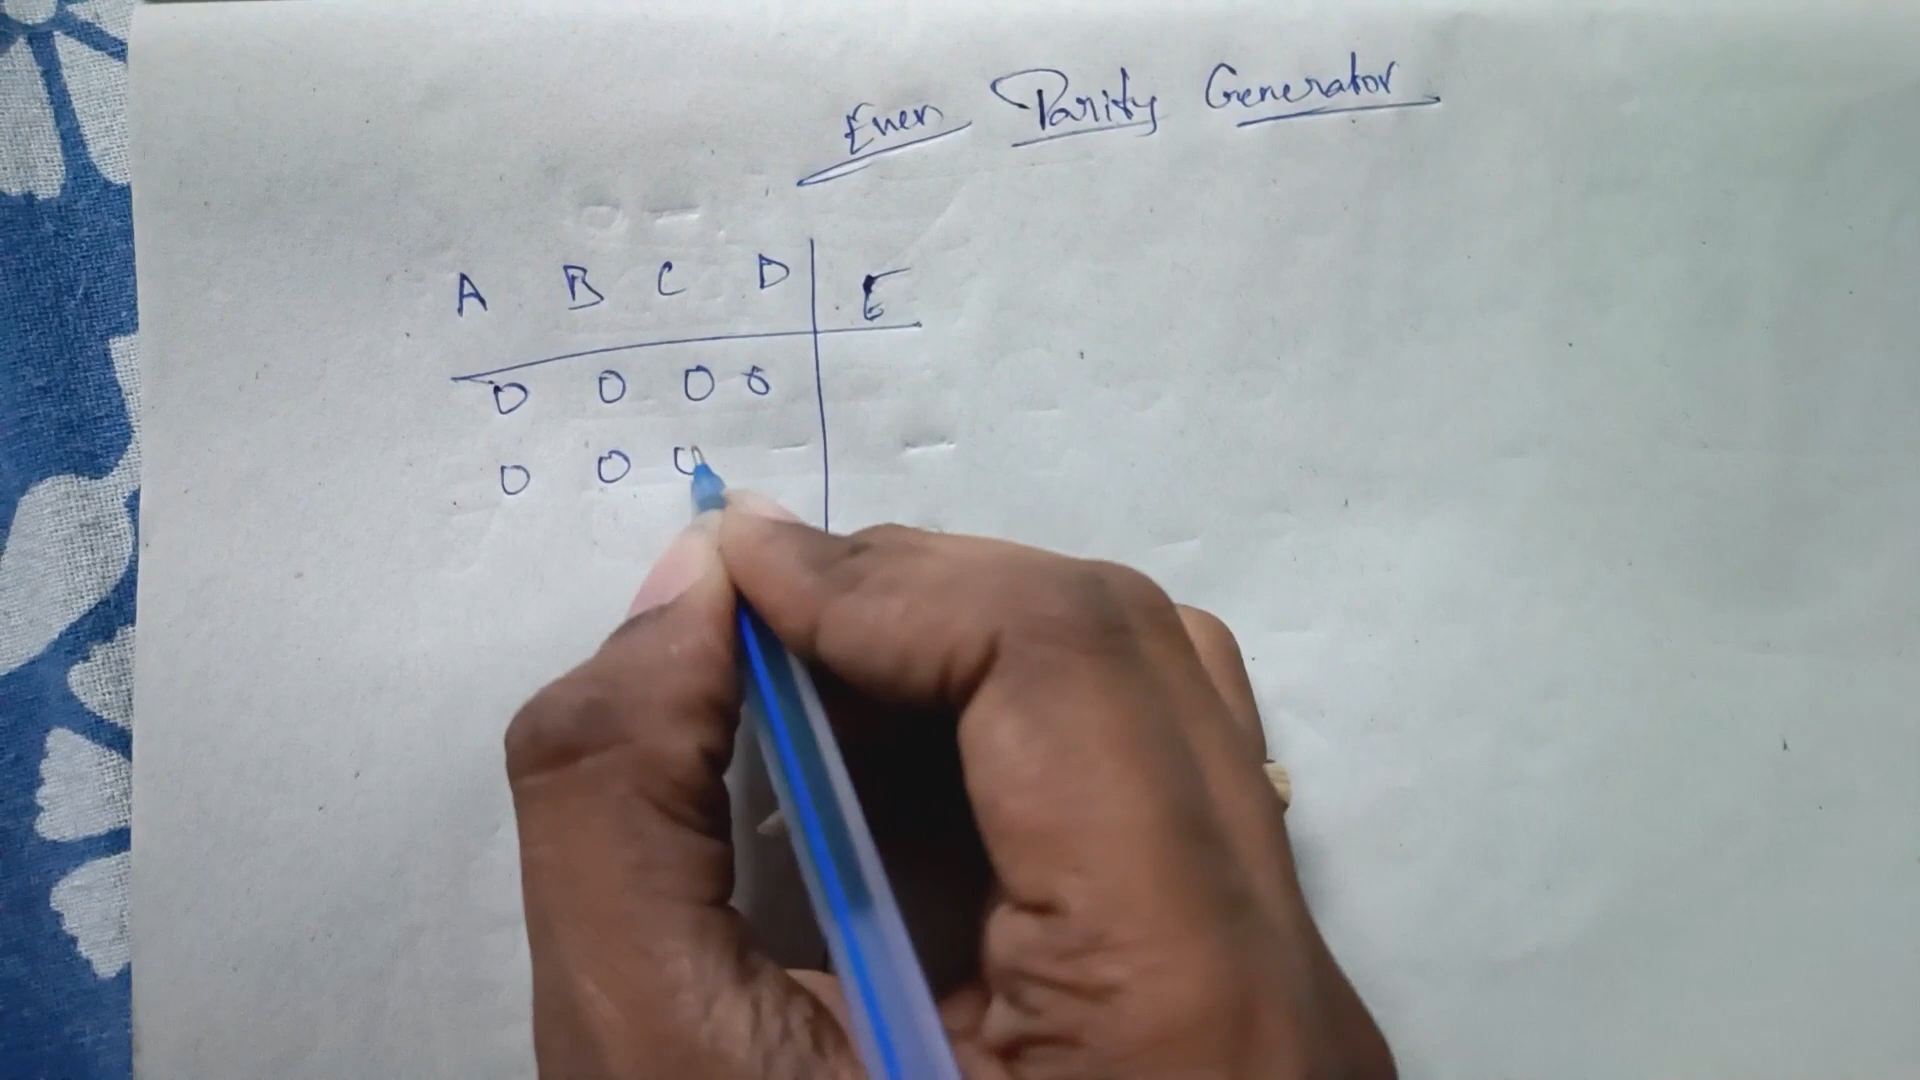 Even Parity Generator
A B C D E
0 0 0 0
0 0 0